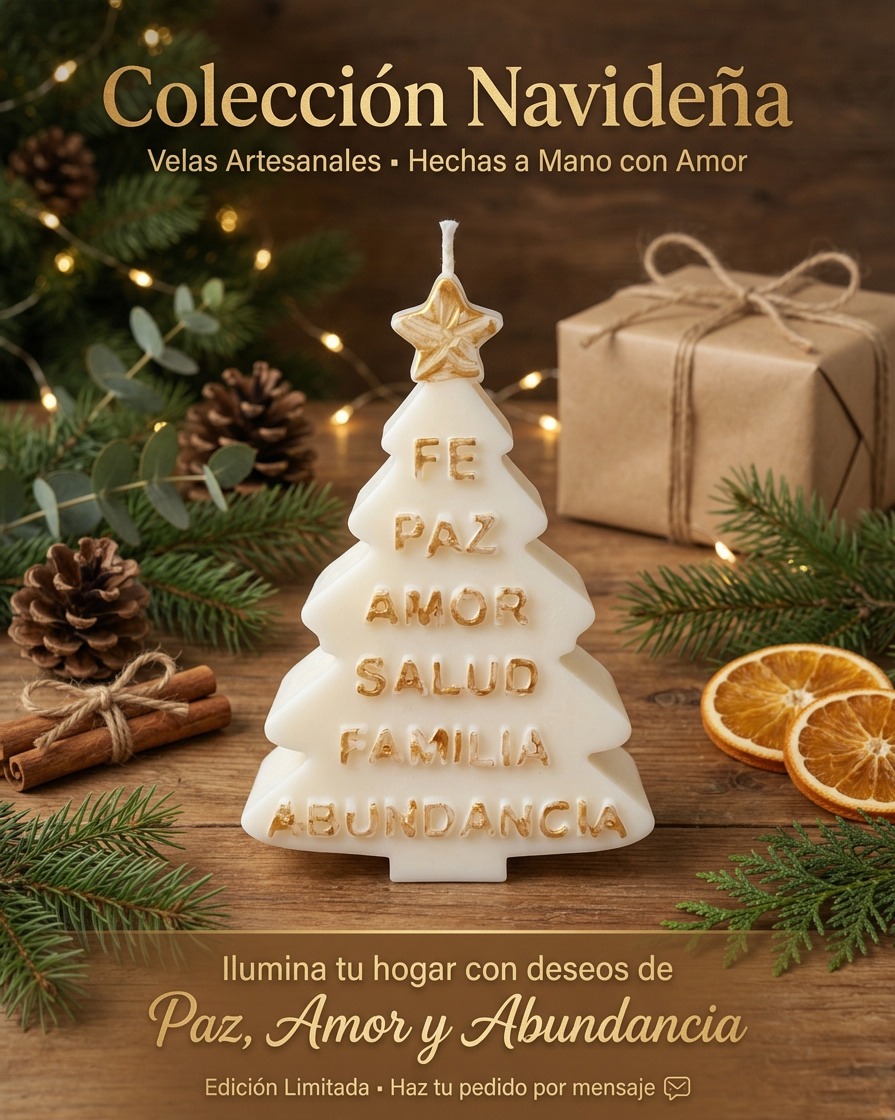 Colección Navideña
Velas Artesanales • Hechas a Mano con Amor
FE
PAZ
AMOR
SALUD
FAMILIA
ABUNDANCIA
Ilumina tu hogar con deseos de
Paz, Amor y Abundancia
Edición Limitada • Haz tu pedido por mensaje